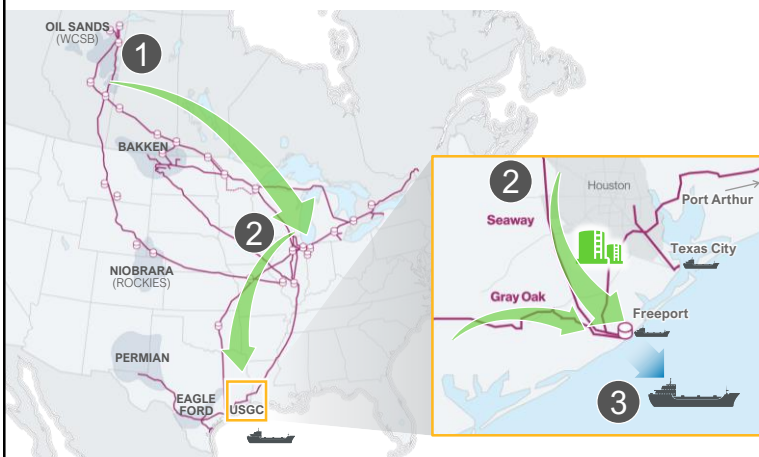 OIL SANDS
(WCSB)
1
BAKKEN
2
NIOBRARA
(ROCKIES)
PERMIAN
EAGLE
FORD
USGC
2
Houston
Port Arthur
Seaway
Texas City
Gray Oak
Freeport
3